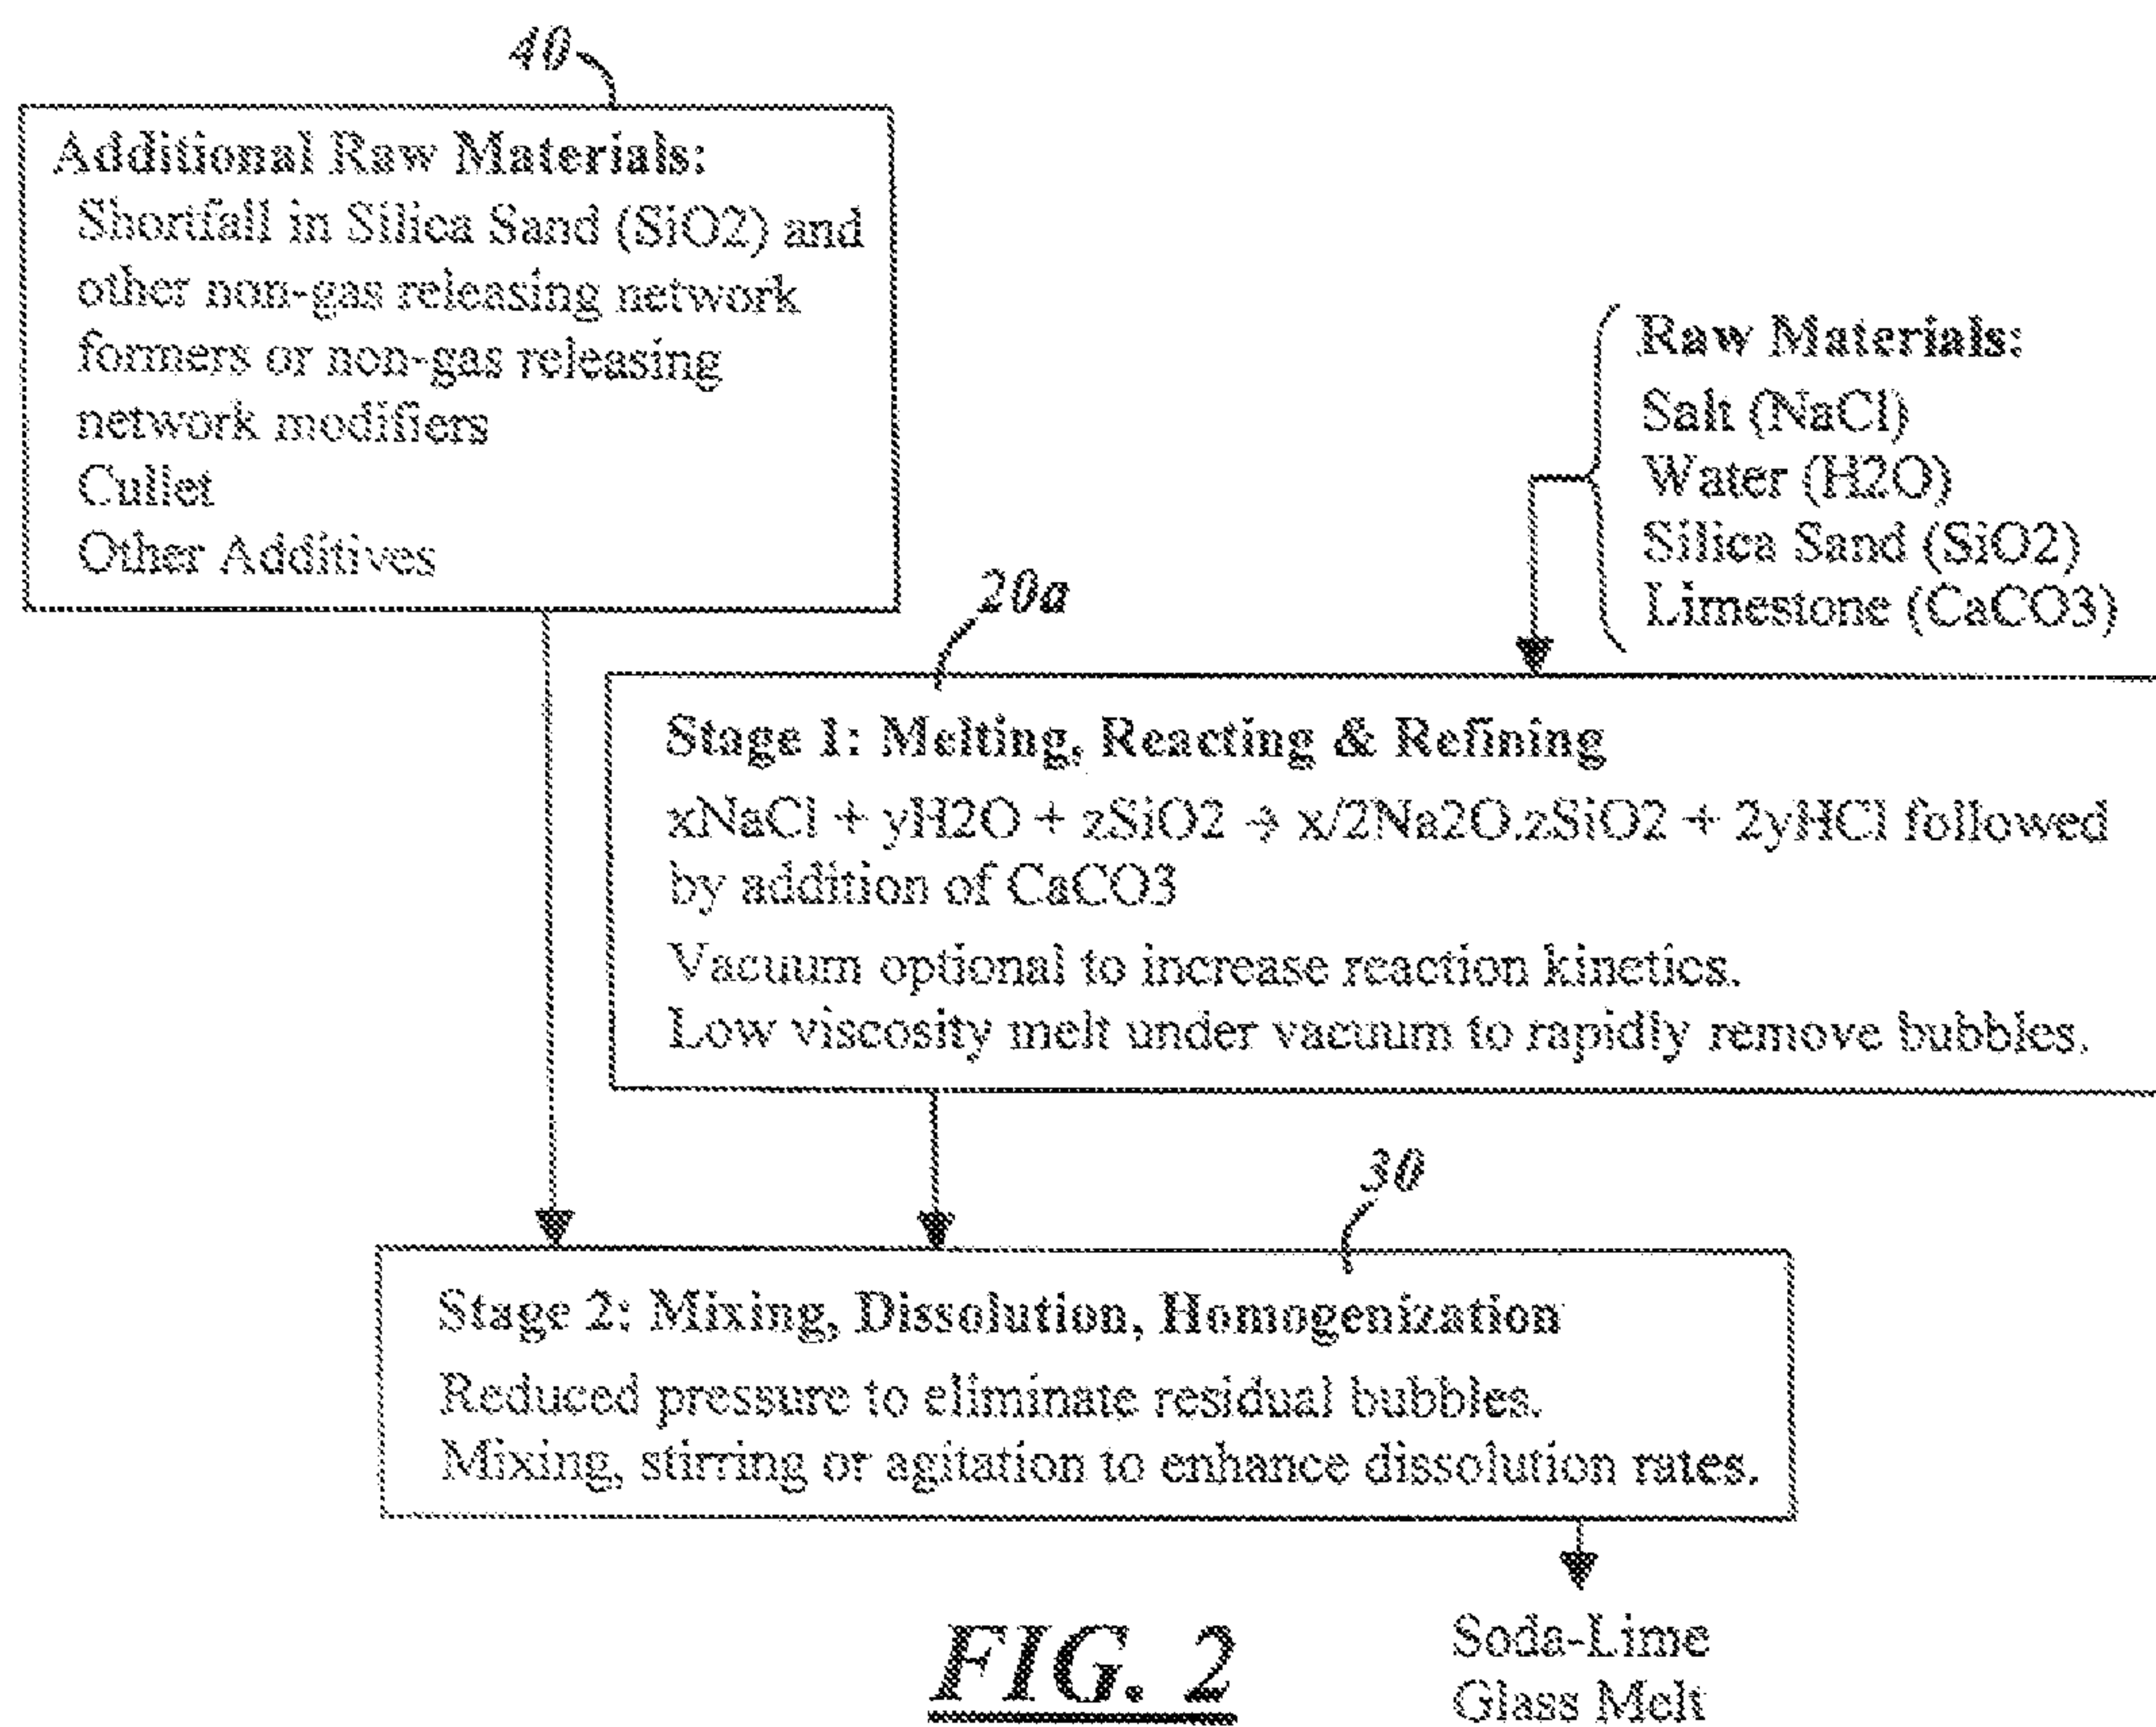 40
Additional Raw Materials:
Shortfall in Silica Sand (SiO2) and
other non-gas releasing network
formers or non-gas releasing
network modifiers
Cullet
Other Additives
Raw Materials:
Salt (NaCl)
Water (H2O)
Silica Sand (SiO2)
Limestone (CaCO3)
20a
Stage 1: Melting, Reacting & Refining
xNaCl + yH2O + zSiO2 → x/2Na2O.zSiO2 + 2yHCl followed
by addition of CaCO3
Vacuum optional to increase reaction kinetics.
Low viscosity melt under vacuum to rapidly remove bubbles.
30
Stage 2: Mixing, Dissolution, Homogenization
Reduced pressure to eliminate residual bubbles.
Mixing, stirring or agitation to enhance dissolution rates.
Soda-Lime
Glass Melt
FIG. 2